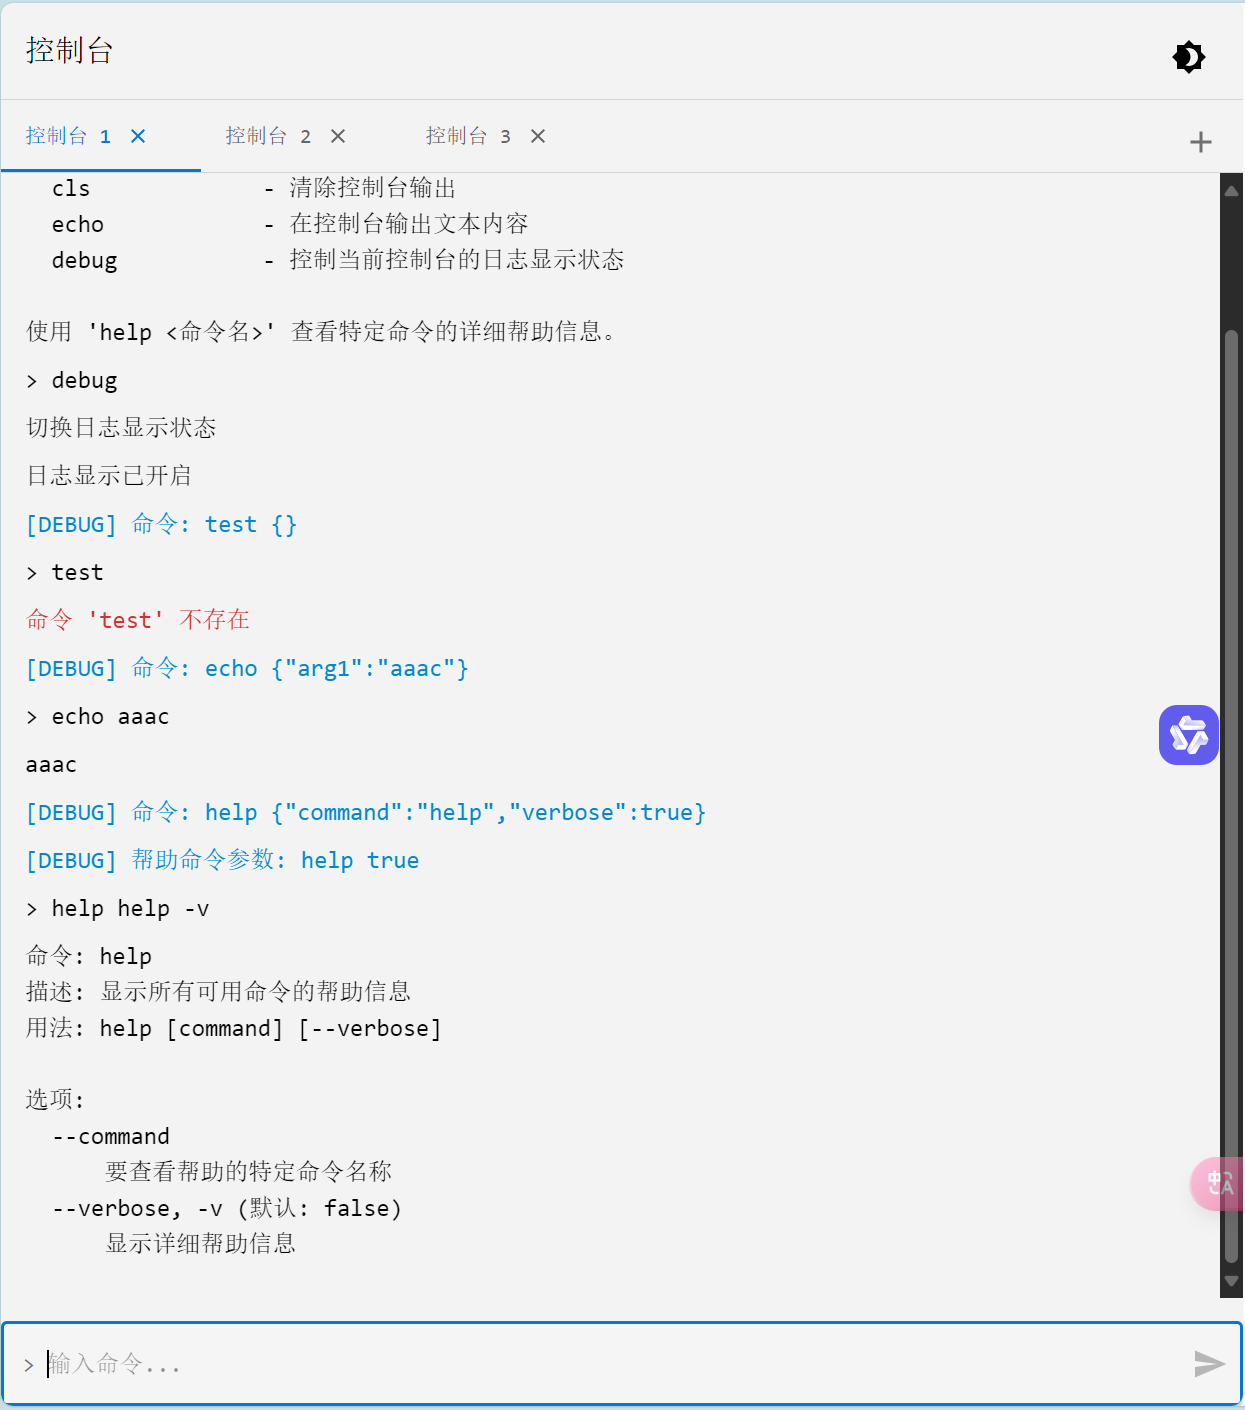 控制台
控制台 1 ×
控制台 2 ×
控制台 3 ×
+
cls - 清除控制台输出
echo - 在控制台输出文本内容
debug - 控制当前控制台的日志显示状态
使用 'help <命令名>' 查看特定命令的详细帮助信息。
> debug
切换日志显示状态
日志显示已开启
[DEBUG] 命令: test {}
> test
命令 'test' 不存在
[DEBUG] 命令: echo {"arg1":"aaac"}
> echo aaac
aaac
[DEBUG] 命令: help {"command":"help","verbose":true}
[DEBUG] 帮助命令参数: help true
> help help -v
命令: help
描述: 显示所有可用命令的帮助信息
用法: help [command] [--verbose]
选项:
--command
要查看帮助的特定命令名称
--verbose, -v (默认: false)
显示详细帮助信息
中A
> 输入命令...